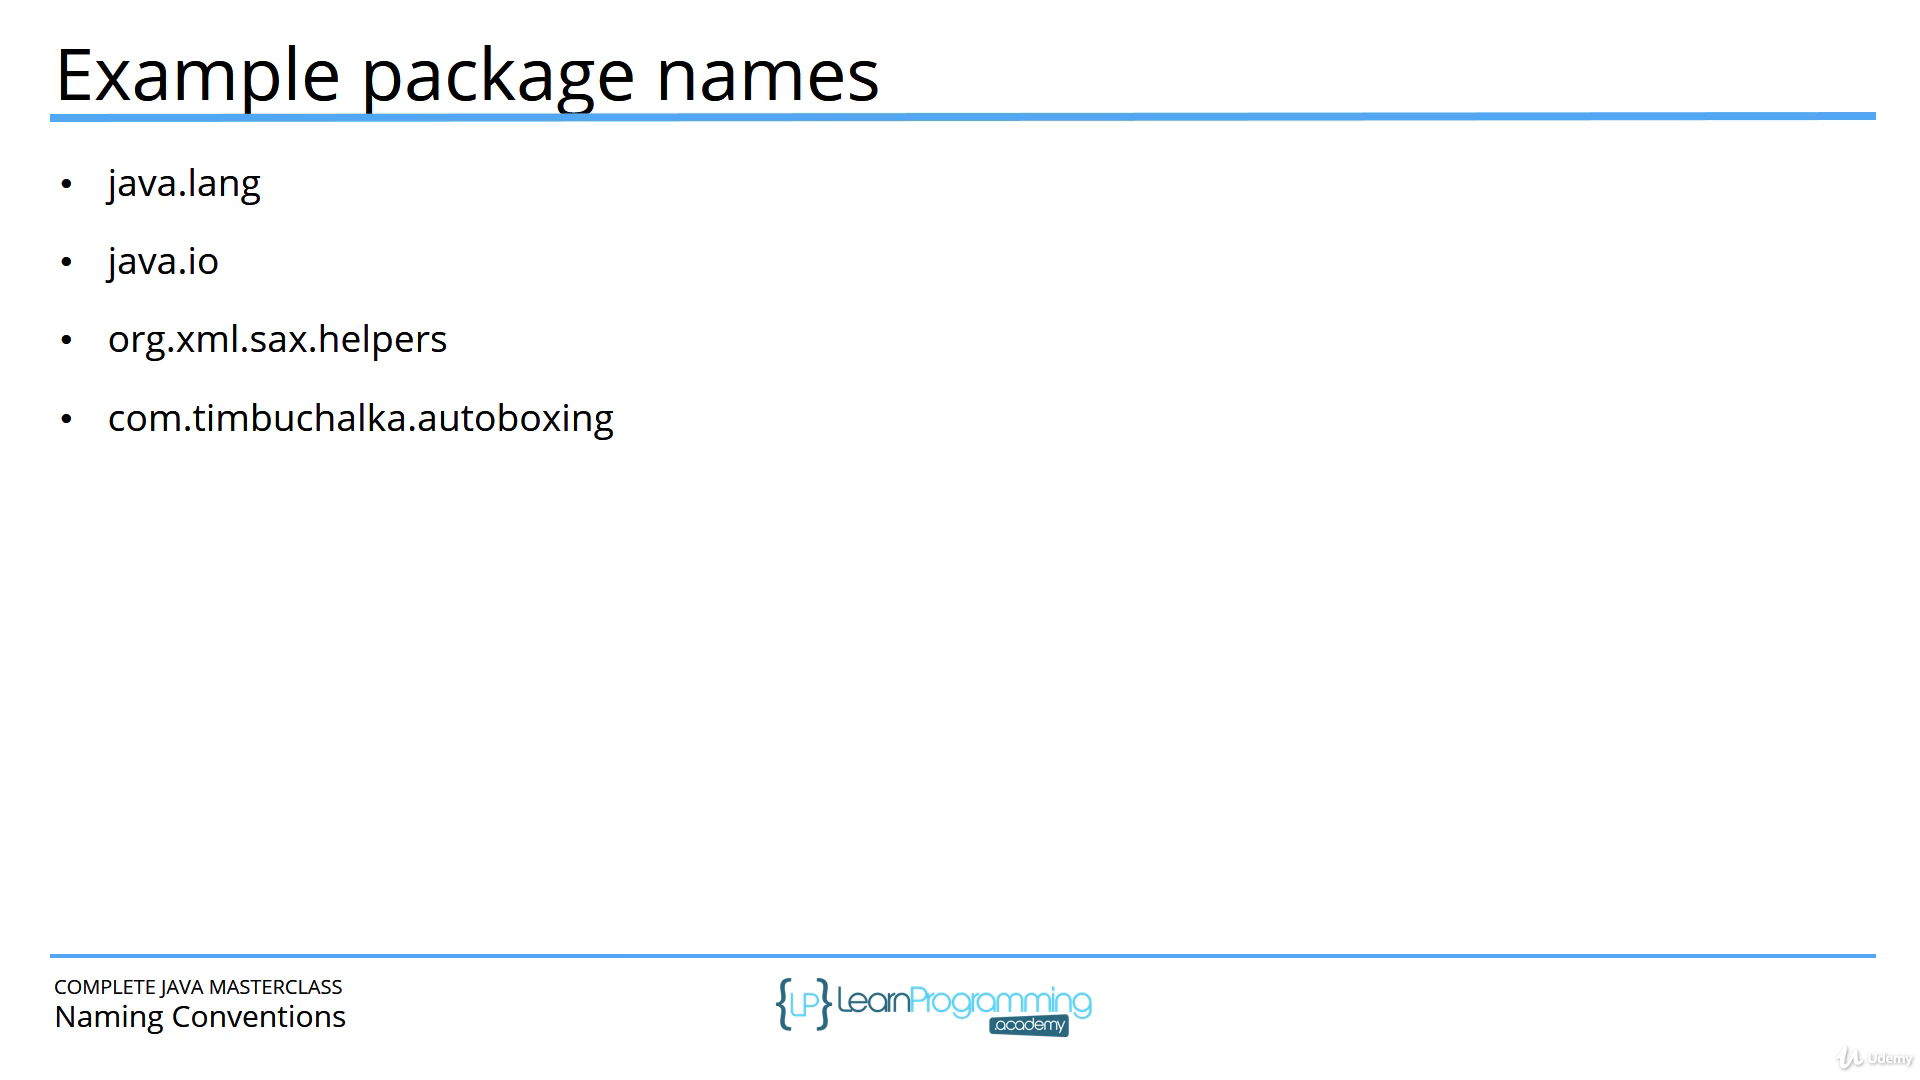 Example package names
• java.lang
• java.io
• org.xml.sax.helpers
• com.timbuchalka.autoboxing
COMPLETE JAVA MASTERCLASS
Naming Conventions
{LP} LearnProgramming
academy
Udemy